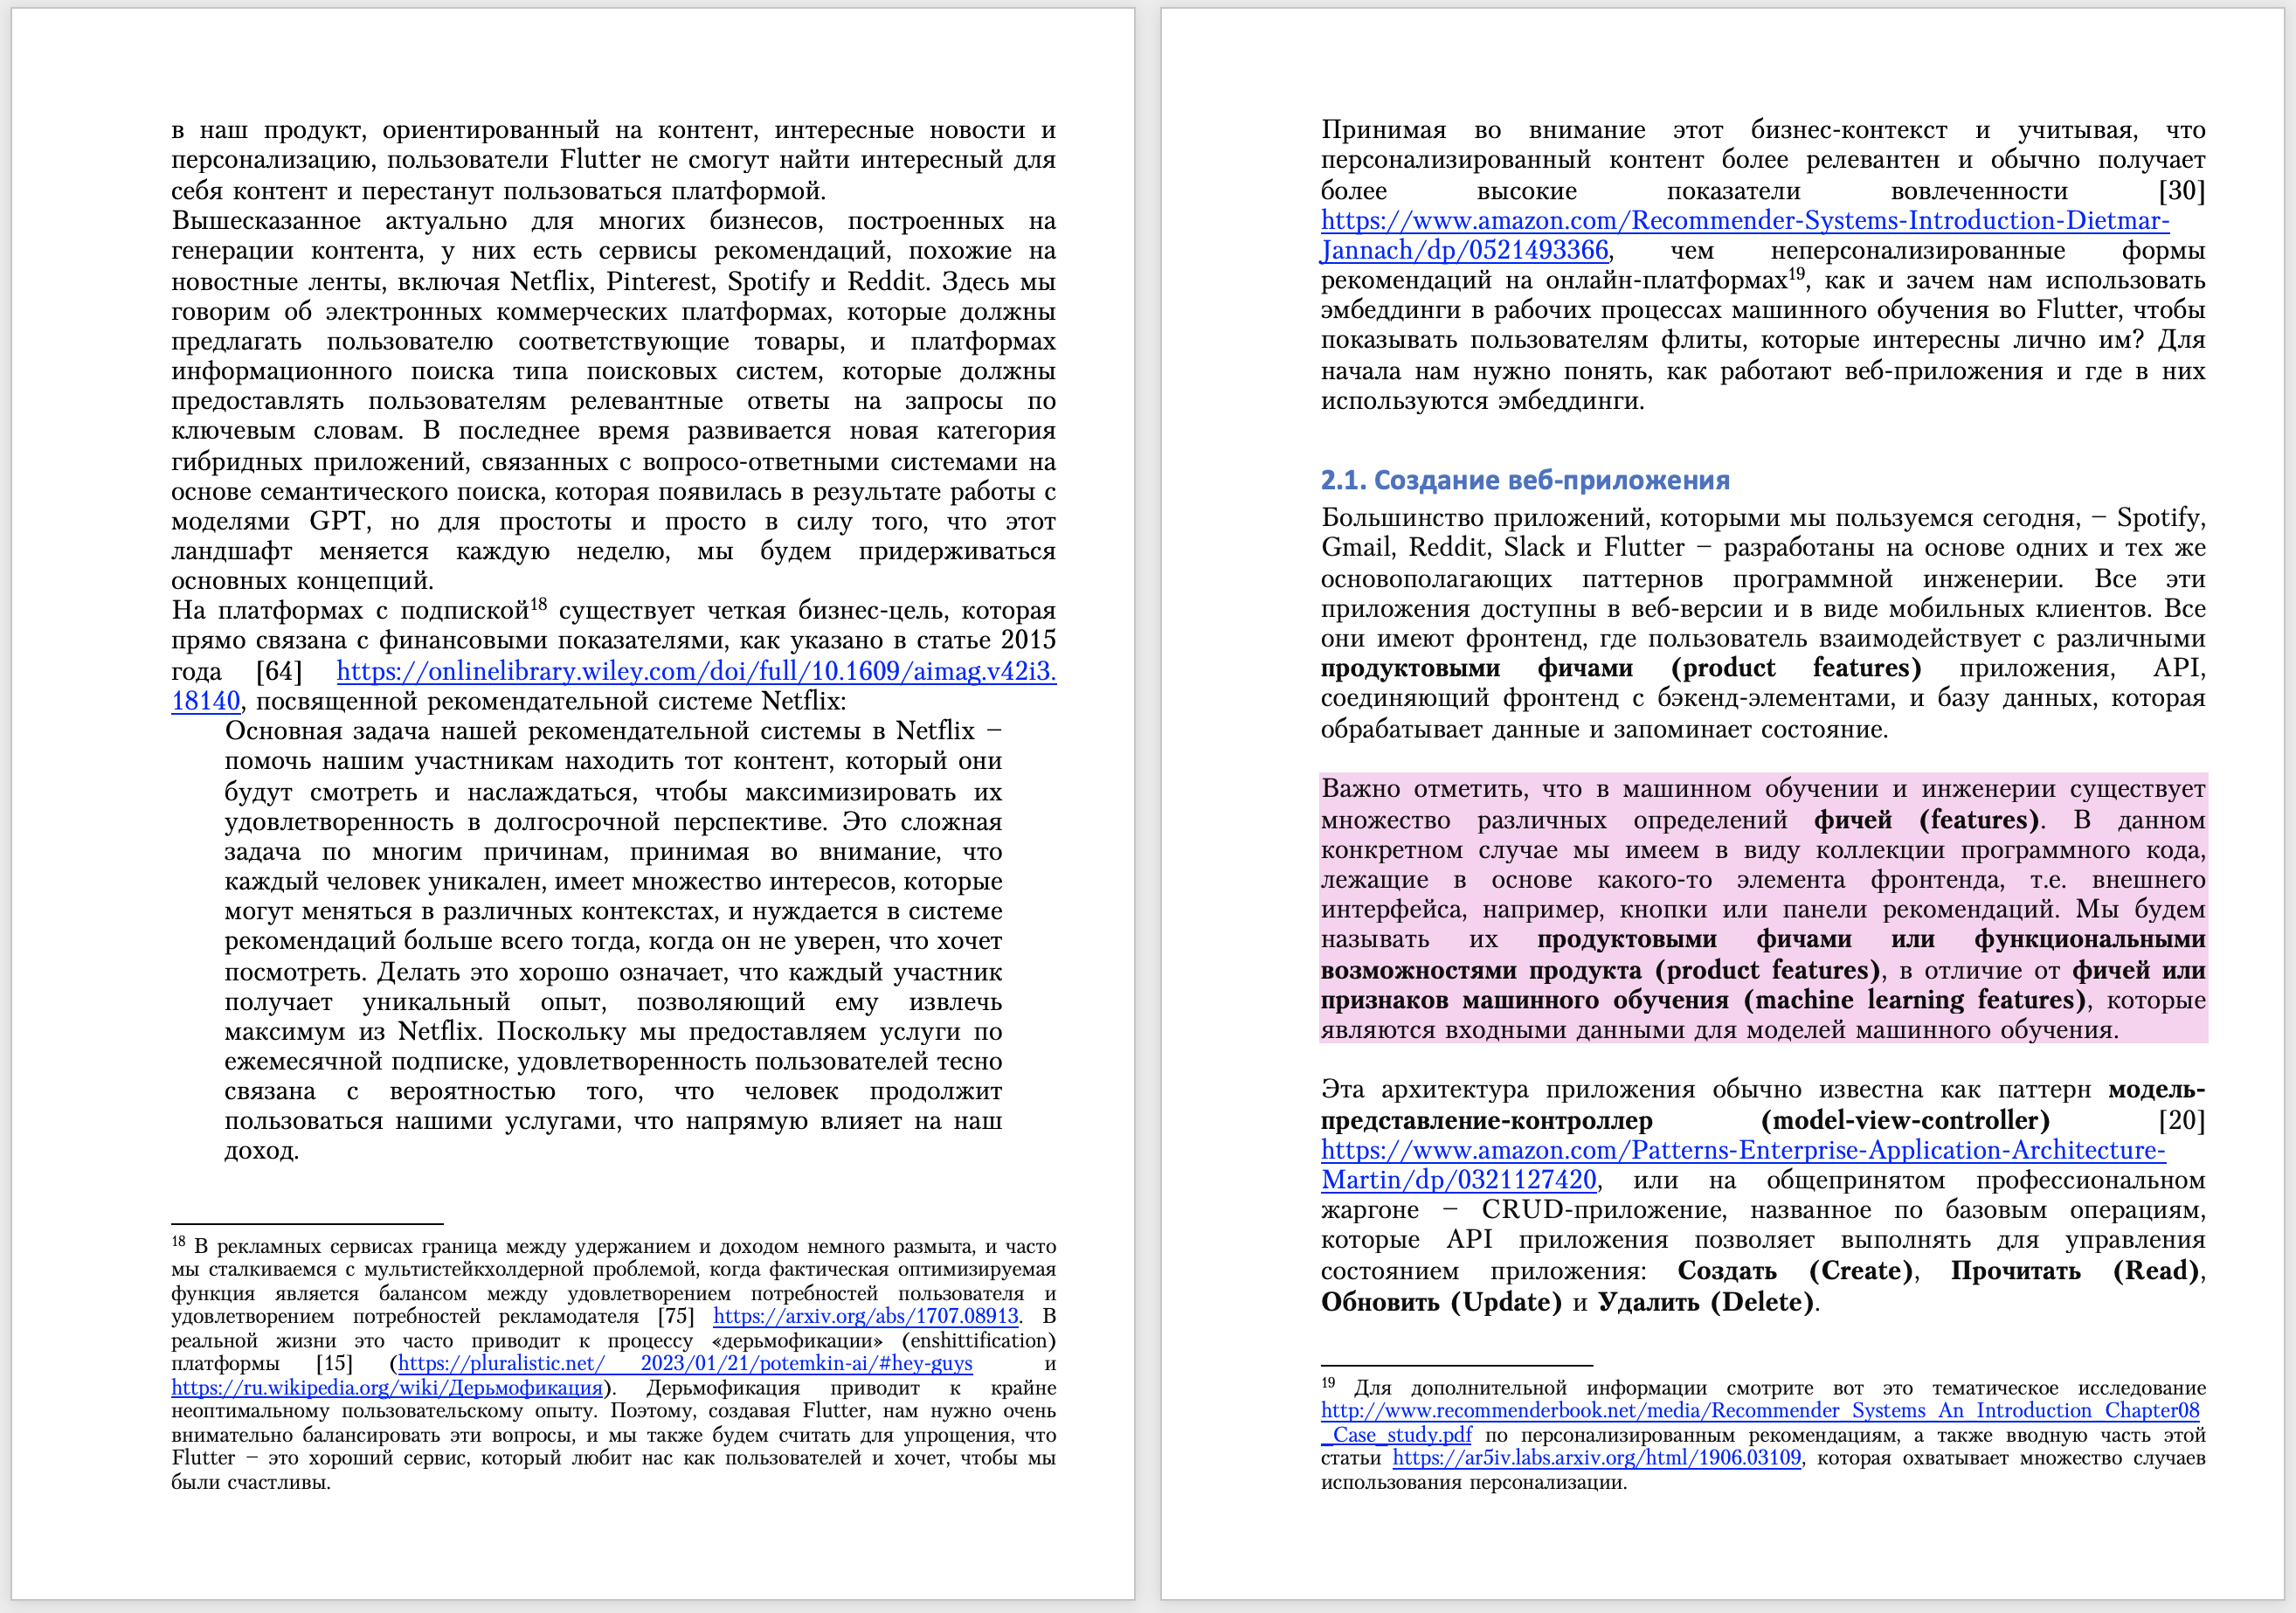 в наш продукт, ориентированный на контент, интересные новости и
персонализацию, пользователи Flutter не смогут найти интересный для
себя контент и перестанут пользоваться платформой.
Вышесказанное актуально для многих бизнесов, построенных на
генерации контента, у них есть сервисы рекомендаций, похожие на
новостные ленты, включая Netflix, Pinterest, Spotify и Reddit. Здесь мы
говорим об электронных коммерческих платформах, которые должны
предлагать пользователю соответствующие товары, и платформах
информационного поиска типа поисковых систем, которые должны
предоставлять пользователям релевантные ответы на запросы по
ключевым словам. В последнее время развивается новая категория
гибридных приложений, связанных с вопросо-ответными системами на
основе семантического поиска, которая появилась в результате работы с
моделями GPT, но для простоты и просто в силу того, что этот
ландшафт меняется каждую неделю, мы будем придерживаться
основных концепций.
На платформах с подпиской18 существует четкая бизнес-цель, которая
прямо связана с финансовыми показателями, как указано в статье 2015
года [64] https://onlinelibrary.wiley.com/doi/full/10.1609/aimag.v42i3.
18140, посвященной рекомендательной системе Netflix:
Основная задача нашей рекомендательной системы в Netflix –
помочь нашим участникам находить тот контент, который они
будут смотреть и наслаждаться, чтобы максимизировать их
удовлетворенность в долгосрочной перспективе. Это сложная
задача по многим причинам, принимая во внимание, что
каждый человек уникален, имеет множество интересов, которые
могут меняться в различных контекстах, и нуждается в системе
рекомендаций больше всего тогда, когда он не уверен, что хочет
посмотреть. Делать это хорошо означает, что каждый участник
получает уникальный опыт, позволяющий ему извлечь
максимум из Netflix. Поскольку мы предоставляем услуги по
ежемесячной подписке, удовлетворенность пользователей тесно
связана с вероятностью того, что человек продолжит
пользоваться нашими услугами, что напрямую влияет на наш
доход.
18 В рекламных сервисах граница между удержанием и доходом немного размыта, и часто
мы сталкиваемся с мультистейкхолдерной проблемой, когда фактическая оптимизируемая
функция является балансом между удовлетворением потребностей пользователя и
удовлетворением потребностей рекламодателя [75] https://arxiv.org/abs/1707.08913. В
реальной жизни это часто приводит к процессу «дерьмофикации» (enshittification)
платформы [15] (https://pluralistic.net/ 2023/01/21/potemkin-ai/#hey-guys и
https://ru.wikipedia.org/wiki/Дерьмофикация). Дерьмофикация приводит к крайне
неоптимальному пользовательскому опыту. Поэтому, создавая Flutter, нам нужно очень
внимательно балансировать эти вопросы, и мы также будем считать для упрощения, что
Flutter – это хороший сервис, который любит нас как пользователей и хочет, чтобы мы
были счастливы.
Принимая во внимание этот бизнес-контекст и учитывая, что
персонализированный контент более релевантен и обычно получает
более высокие показатели вовлеченности [30]
https://www.amazon.com/Recommender-Systems-Introduction-Dietmar-
Jannach/dp/0521493366, чем неперсонализированные формы
рекомендаций на онлайн-платформах19, как и зачем нам использовать
эмбеддинги в рабочих процессах машинного обучения во Flutter, чтобы
показывать пользователям флиты, которые интересны лично им? Для
начала нам нужно понять, как работают веб-приложения и где в них
используются эмбеддинги.
2.1. Создание веб-приложения
Большинство приложений, которыми мы пользуемся сегодня, – Spotify,
Gmail, Reddit, Slack и Flutter – разработаны на основе одних и тех же
основополагающих паттернов программной инженерии. Все эти
приложения доступны в веб-версии и в виде мобильных клиентов. Все
они имеют фронтенд, где пользователь взаимодействует с различными
продуктовыми фичами (product features) приложения, API,
соединяющий фронтенд с бэкенд-элементами, и базу данных, которая
обрабатывает данные и запоминает состояние.
Важно отметить, что в машинном обучении и инженерии существует
множество различных определений фичей (features). В данном
конкретном случае мы имеем в виду коллекции программного кода,
лежащие в основе какого-то элемента фронтенда, т.е. внешнего
интерфейса, например, кнопки или панели рекомендаций. Мы будем
называть их продуктовыми фичами или функциональными
возможностями продукта (product features), в отличие от фичей или
признаков машинного обучения (machine learning features), которые
являются входными данными для моделей машинного обучения.
Эта архитектура приложения обычно известна как паттерн модель-
представление-контроллер (model-view-controller) [20]
https://www.amazon.com/Patterns-Enterprise-Application-Architecture-
Martin/dp/0321127420, или на общепринятом профессиональном
жаргоне – CRUD-приложение, названное по базовым операциям,
которые API приложения позволяет выполнять для управления
состоянием приложения: Создать (Create), Прочитать (Read),
Обновить (Update) и Удалить (Delete).
19 Для дополнительной информации смотрите вот это тематическое исследование
http://www.recommenderbook.net/media/Recommender_Systems_An_Introduction_Chapter08
_Case_study.pdf по персонализированным рекомендациям, а также вводную часть этой
статьи https://ar5iv.labs.arxiv.org/html/1906.03109, которая охватывает множество случаев
использования персонализации.